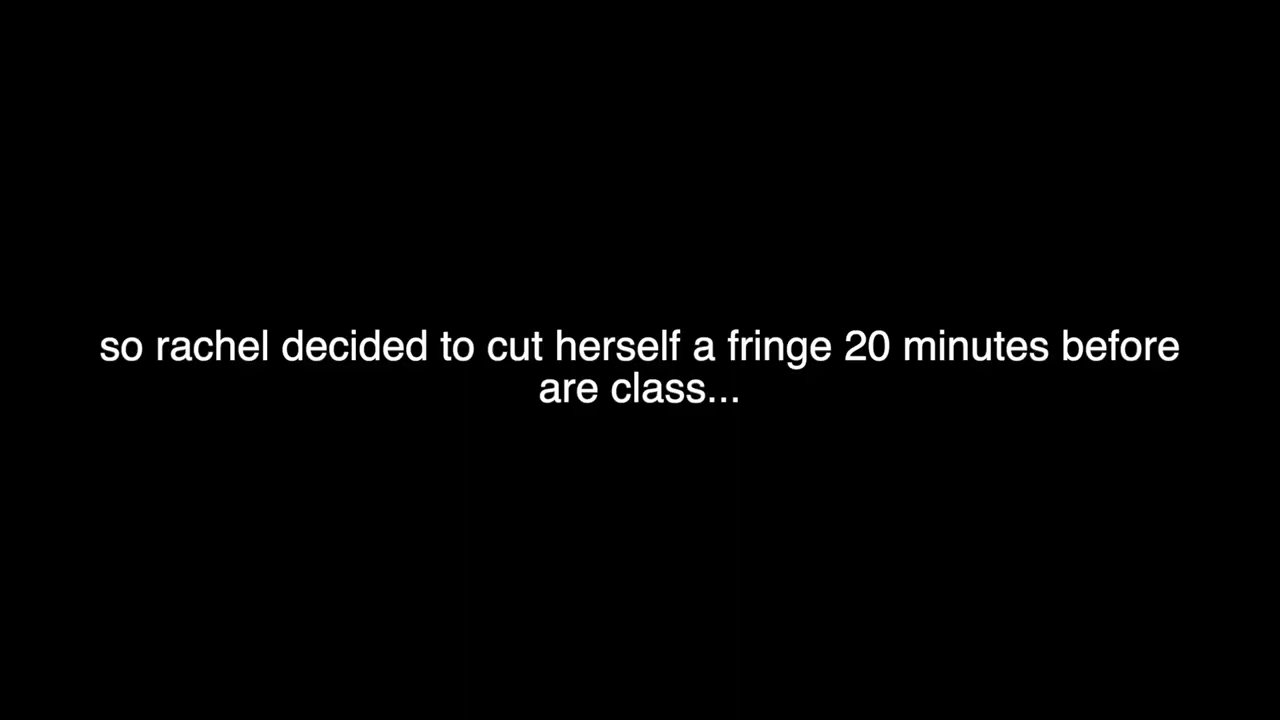 so rachel decided to cut herself a fringe 20 minutes before
are class...